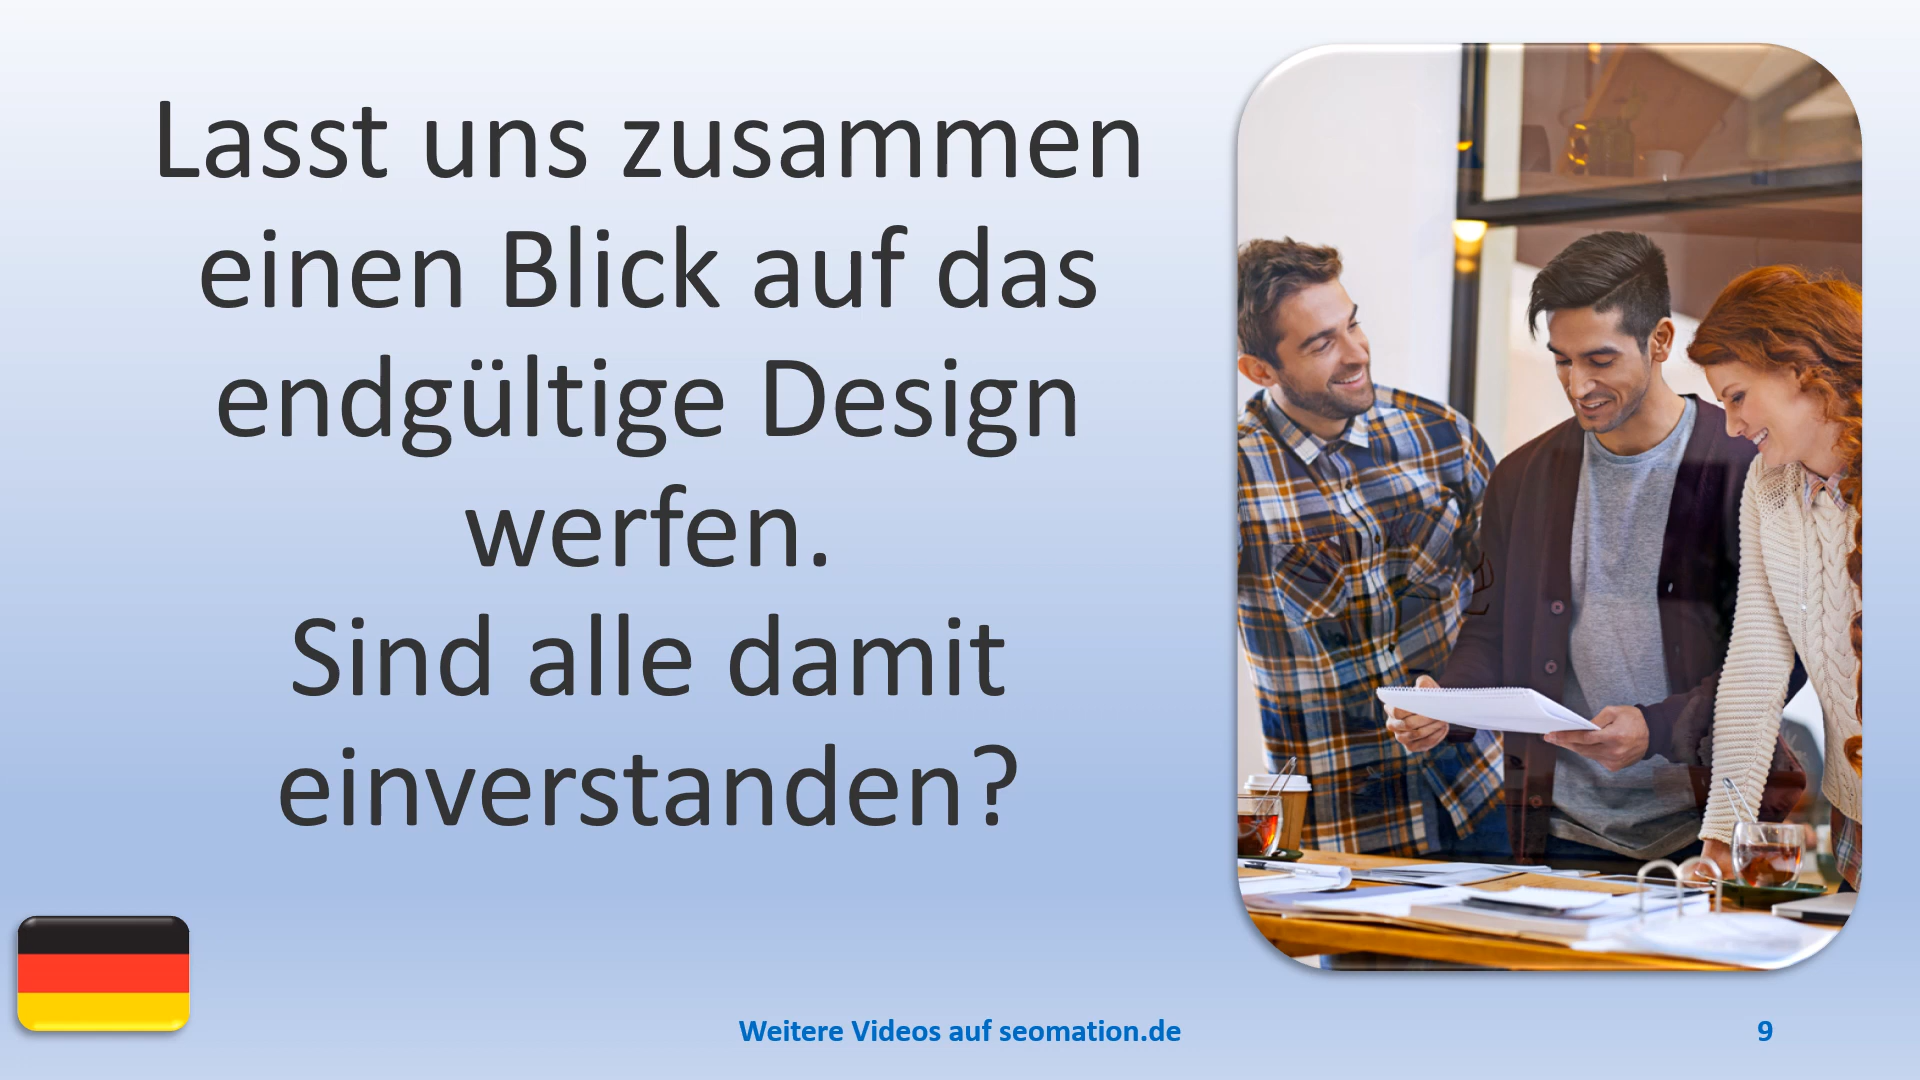 Lasst uns zusammen
einen Blick auf das
endgültige Design
werfen.
Sind alle damit
einverstanden?
Weitere Videos auf seomation.de
9